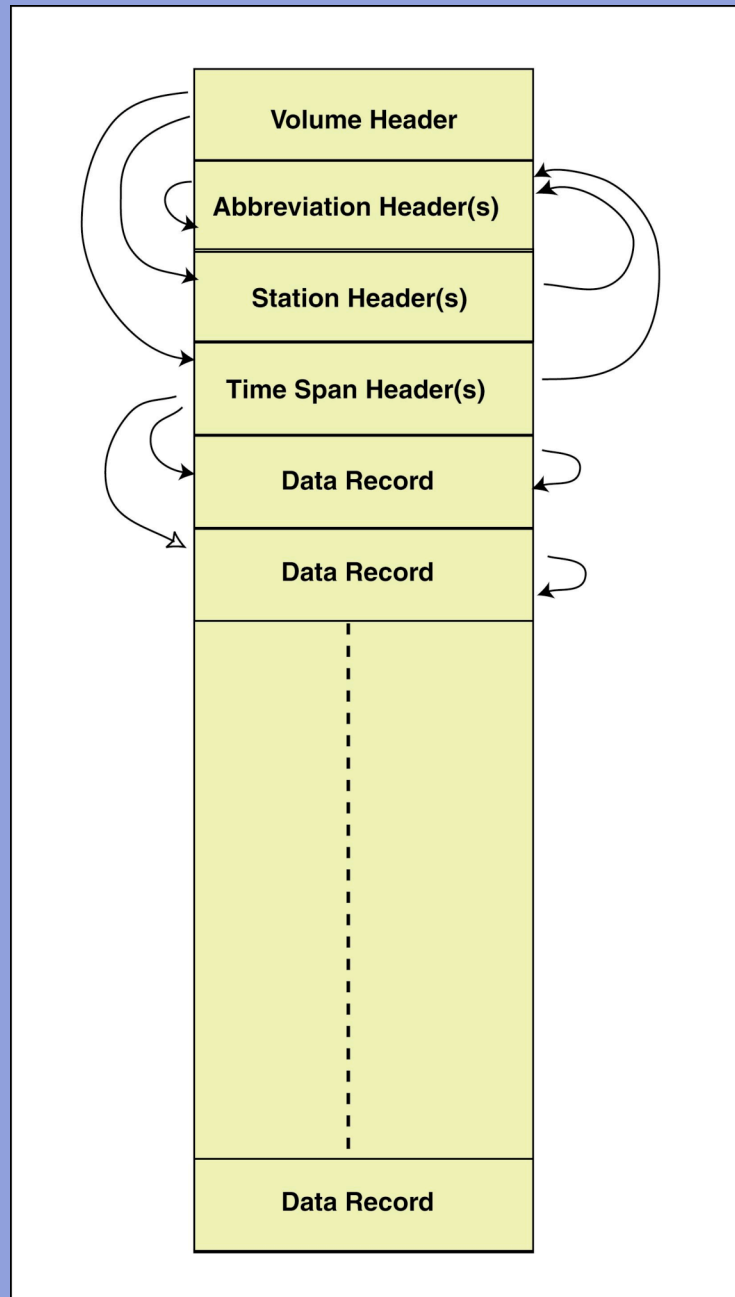 Volume Header
Abbreviation Header(s)
Station Header(s)
Time Span Header(s)
Data Record
Data Record
Data Record